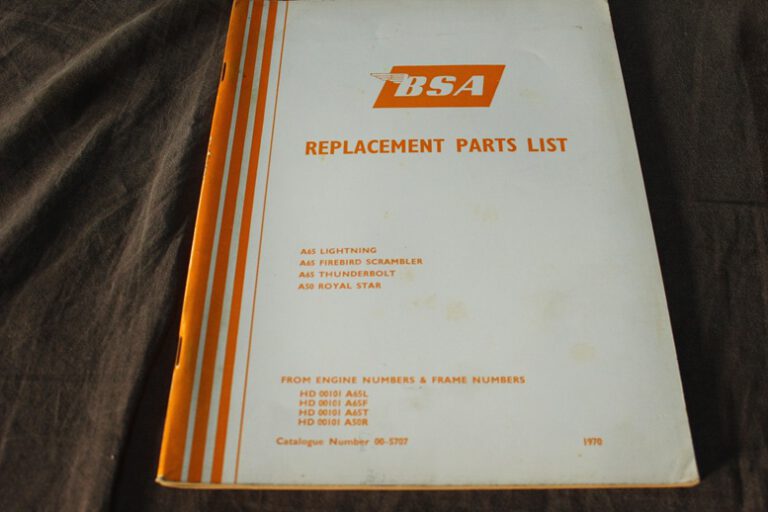 BSA
REPLACEMENT PARTS LIST
A65 LIGHTNING
A65 FIREBIRD SCRAMBLER
A65 THUNDERBOLT
A50 ROYAL STAR
FROM ENGINE NUMBERS & FRAME NUMBERS
HD 00101 A65L
HD 00101 A65F
HD 00101 A65T
HD 00101 A50R
Catalogue Number 00-5707 1970